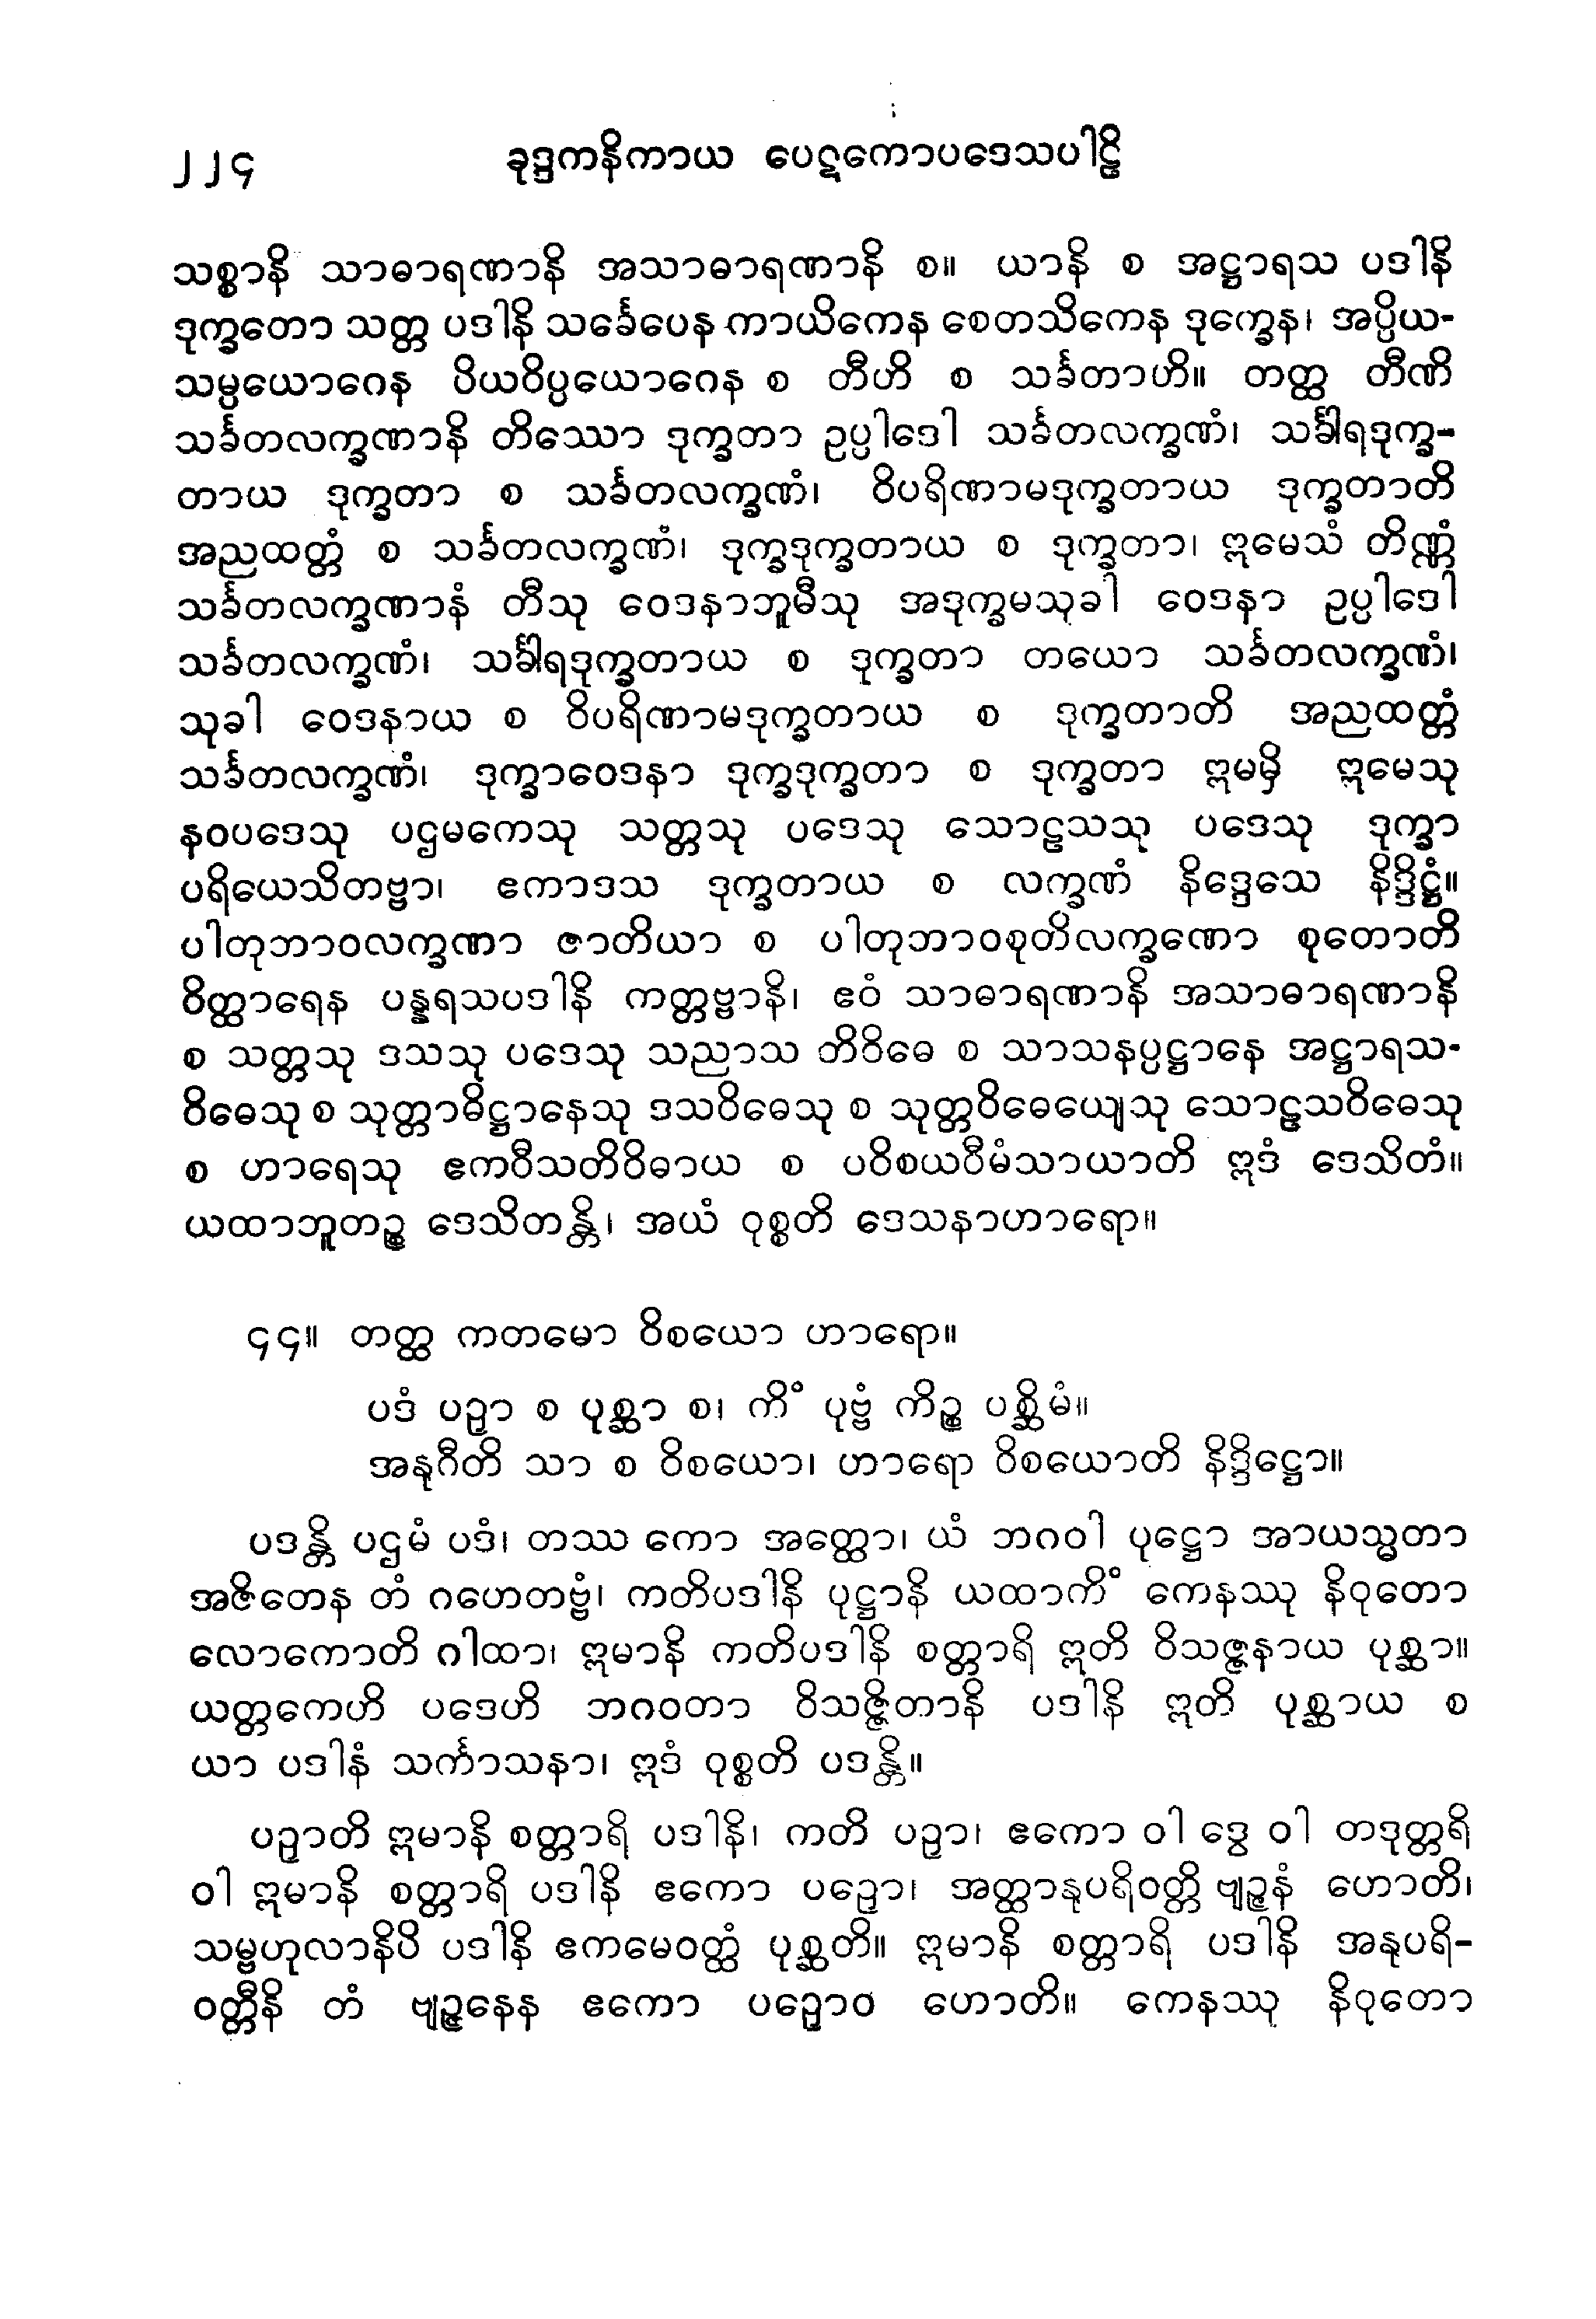 ၂၂၄ ခုဒ္ဒကနိကာယ ပေဋကောပဒေသပါဠိ
သစ္စာနိ သာဓာရဏာနိ အသာဓာရဏာနိ စ။ ယာနိ စ အဋ္ဌာရသ ပဒါနိ
ဒုက္ခတော သတ္တ ပဒါနိ သင်္ခေပေန ကာယိကေန စေတသိကေန ဒုက္ခေန၊ အပ္ပိယ-
သမ္ပယောဂေန ပိယဝိပ္ပယောဂေန စ တီဟိ စ သင်္ခတာဟိ။ တတ္ထ တီဏိ
သင်္ခတလက္ခဏာနိ တိဿော ဒုက္ခတာ ဥပ္ပါဒေါ သင်္ခတလက္ခဏံ၊ သင်္ခါရဒုက္ခ-
တာယ ဒုက္ခတာ စ သင်္ခတလက္ခဏံ၊ ဝိပရိဏာမဒုက္ခတာယ ဒုက္ခတာတိ
အညထတ္တံ စ သင်္ခတလက္ခဏံ၊ ဒုက္ခဒုက္ခတာယ စ ဒုက္ခတာ၊ ဣမေသံ တိဏ္ဏံ
သင်္ခတလက္ခဏာနံ တီသု ဝေဒနာဘူမီသု အဒုက္ခမသုခါ ဝေဒနာ ဥပ္ပါဒေါ
သင်္ခတလက္ခဏံ၊ သင်္ခါရဒုက္ခတာယ စ ဒုက္ခတာ တယော သင်္ခတလက္ခဏံ၊
သုခါ ဝေဒနာယ စ ဝိပရိဏာမဒုက္ခတာယ စ ဒုက္ခတာတိ အညထတ္တံ
သင်္ခတလက္ခဏံ၊ ဒုက္ခာဝေဒနာ ဒုက္ခဒုက္ခတာ စ ဒုက္ခတာ ဣမမှိ ဣမေသု
နဝပဒေသု ပဌမကေသု သတ္တသု ပဒေသု သောဠသသု ပဒေသု ဒုက္ခာ
ပရိယေသိတဗ္ဗာ၊ ဧကာဒသ ဒုက္ခတာယ စ လက္ခဏံ နိဒ္ဒေသေ နိဒ္ဒိဋ္ဌံ။
ပါတုဘာဝလက္ခဏာ ဇာတိယာ စ ပါတုဘာဝစုတိလက္ခဏော စုတောတိ
ဝိတ္ထာရေန ပန္နရသပဒါနိ ကတ္တဗ္ဗာနိ၊ ဧဝံ သာဓာရဏာနိ အသာဓာရဏာနိ
စ သတ္တသု ဒသသု ပဒေသု သညာသ တိဝိဓေ စ သာသနပ္ပဋ္ဌာနေ အဋ္ဌာရသ-
ဝိဓေသု စ သုတ္တာဓိဋ္ဌာနေသု ဒသဝိဓေသု စ သုတ္တဝိဓေယျေသု သောဠသဝိဓေသု
စ ဟာရေသု ဧကဝီသတိဝိဓာယ စ ပဝိစယဝီမံသာယာတိ ဣဒံ ဒေသိတံ။
ယထာဘူတဉ္စ ဒေသိတန္တိ၊ အယံ ဝုစ္စတိ ဒေသနာဟာရော။
၄၄။ တတ္ထ ကတမော ဝိစယော ဟာရော။
ပဒံ ပဉှာ စ ပုစ္ဆာ စ၊ ကိံ ပုဗ္ဗံ ကိဉ္စ ပစ္ဆိမံ။
အနုဂီတိ သာ စ ဝိစယော၊ ဟာရော ဝိစယောတိ နိဒ္ဒိဋ္ဌော။
ပဒန္တိ ပဌမံ ပဒံ၊ တဿ ကော အတ္ထော၊ ယံ ဘဂဝါ ပုဋ္ဌော အာယသ္မတာ
အဇိတေန တံ ဂဟေတဗ္ဗံ၊ ကတိပဒါနိ ပုဋ္ဌာနိ ယထာကိံ ကေနဿု နိဝုတော
လောကောတိ ဂါထာ၊ ဣမာနိ ကတိပဒါနိ စတ္တာရိ ဣတိ ဝိသဇ္ဇနာယ ပုစ္ဆာ။
ယတ္တကေဟိ ပဒေဟိ ဘဂဝတာ ဝိသဇ္ဇိတာနိ ပဒါနိ ဣတိ ပုစ္ဆာယ စ
ယာ ပဒါနံ သင်္ကာသနာ၊ ဣဒံ ဝုစ္စတိ ပဒန္တိ။
ပဉှာတိ ဣမာနိ စတ္တာရိ ပဒါနိ၊ ကတိ ပဉှာ၊ ဧကော ဝါ ဒွေ ဝါ တဒုတ္တရိ
ဝါ ဣမာနိ စတ္တာရိ ပဒါနိ ဧကော ပဉှော၊ အတ္ထာနုပရိဝတ္တိ ဗျဉ္ဇနံ ဟောတိ၊
သမ္ဗဟုလာနိပိ ပဒါနိ ဧကမေဝတ္ထံ ပုစ္ဆတိ။ ဣမာနိ စတ္တာရိ ပဒါနိ အနုပရိ-
ဝတ္တီနိ တံ ဗျဉ္ဇနေန ဧကော ပဉှောဝ ဟောတိ။ ကေနဿု နိဝုတော